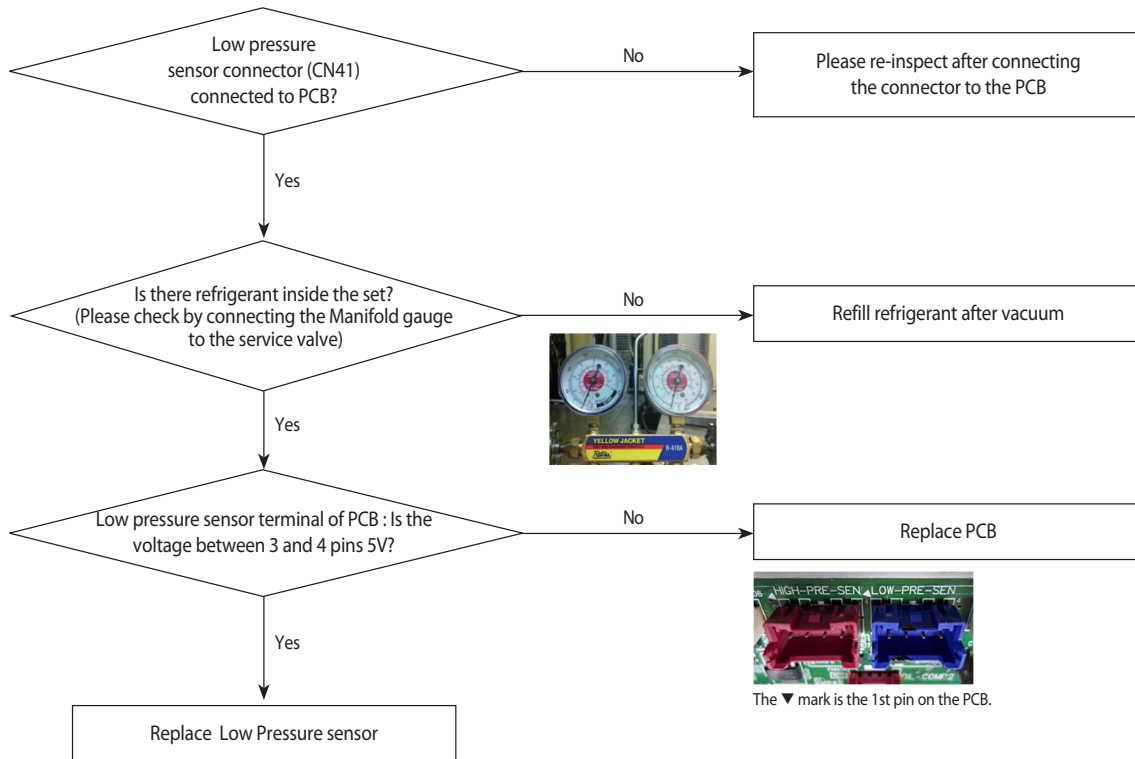 Low pressure
sensor connector (CN41)
connected to PCB?
No
Please re-inspect after connecting
the connector to the PCB
Yes
Is there refrigerant inside the set?
(Please check by connecting the Manifold gauge
to the service valve)
No
Refill refrigerant after vacuum
YELLOW JACKET
R-410A
Yes
Low pressure sensor terminal of PCB : Is the
voltage between 3 and 4 pins 5V?
No
Replace PCB
HIGH-PRE-SEN LOW-PRE-SEN
The ▼ mark is the 1st pin on the PCB.
Yes
Replace Low Pressure sensor